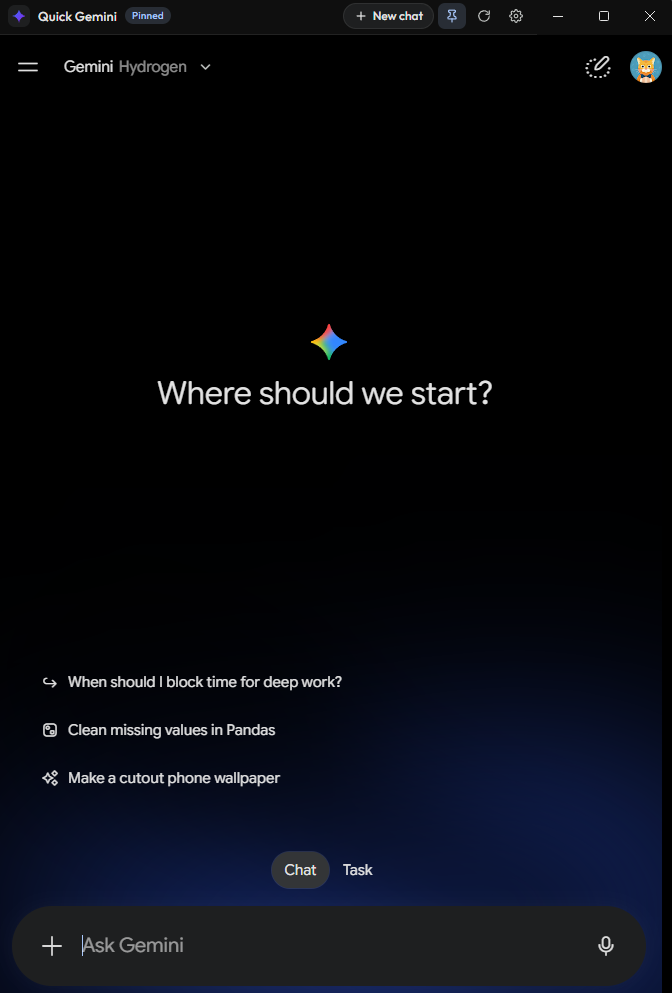 Quick Gemini Pinned New chat
Gemini Hydrogen
Where should we start?
When should I block time for deep work?
Clean missing values in Pandas
Make a cutout phone wallpaper
Chat Task
Ask Gemini